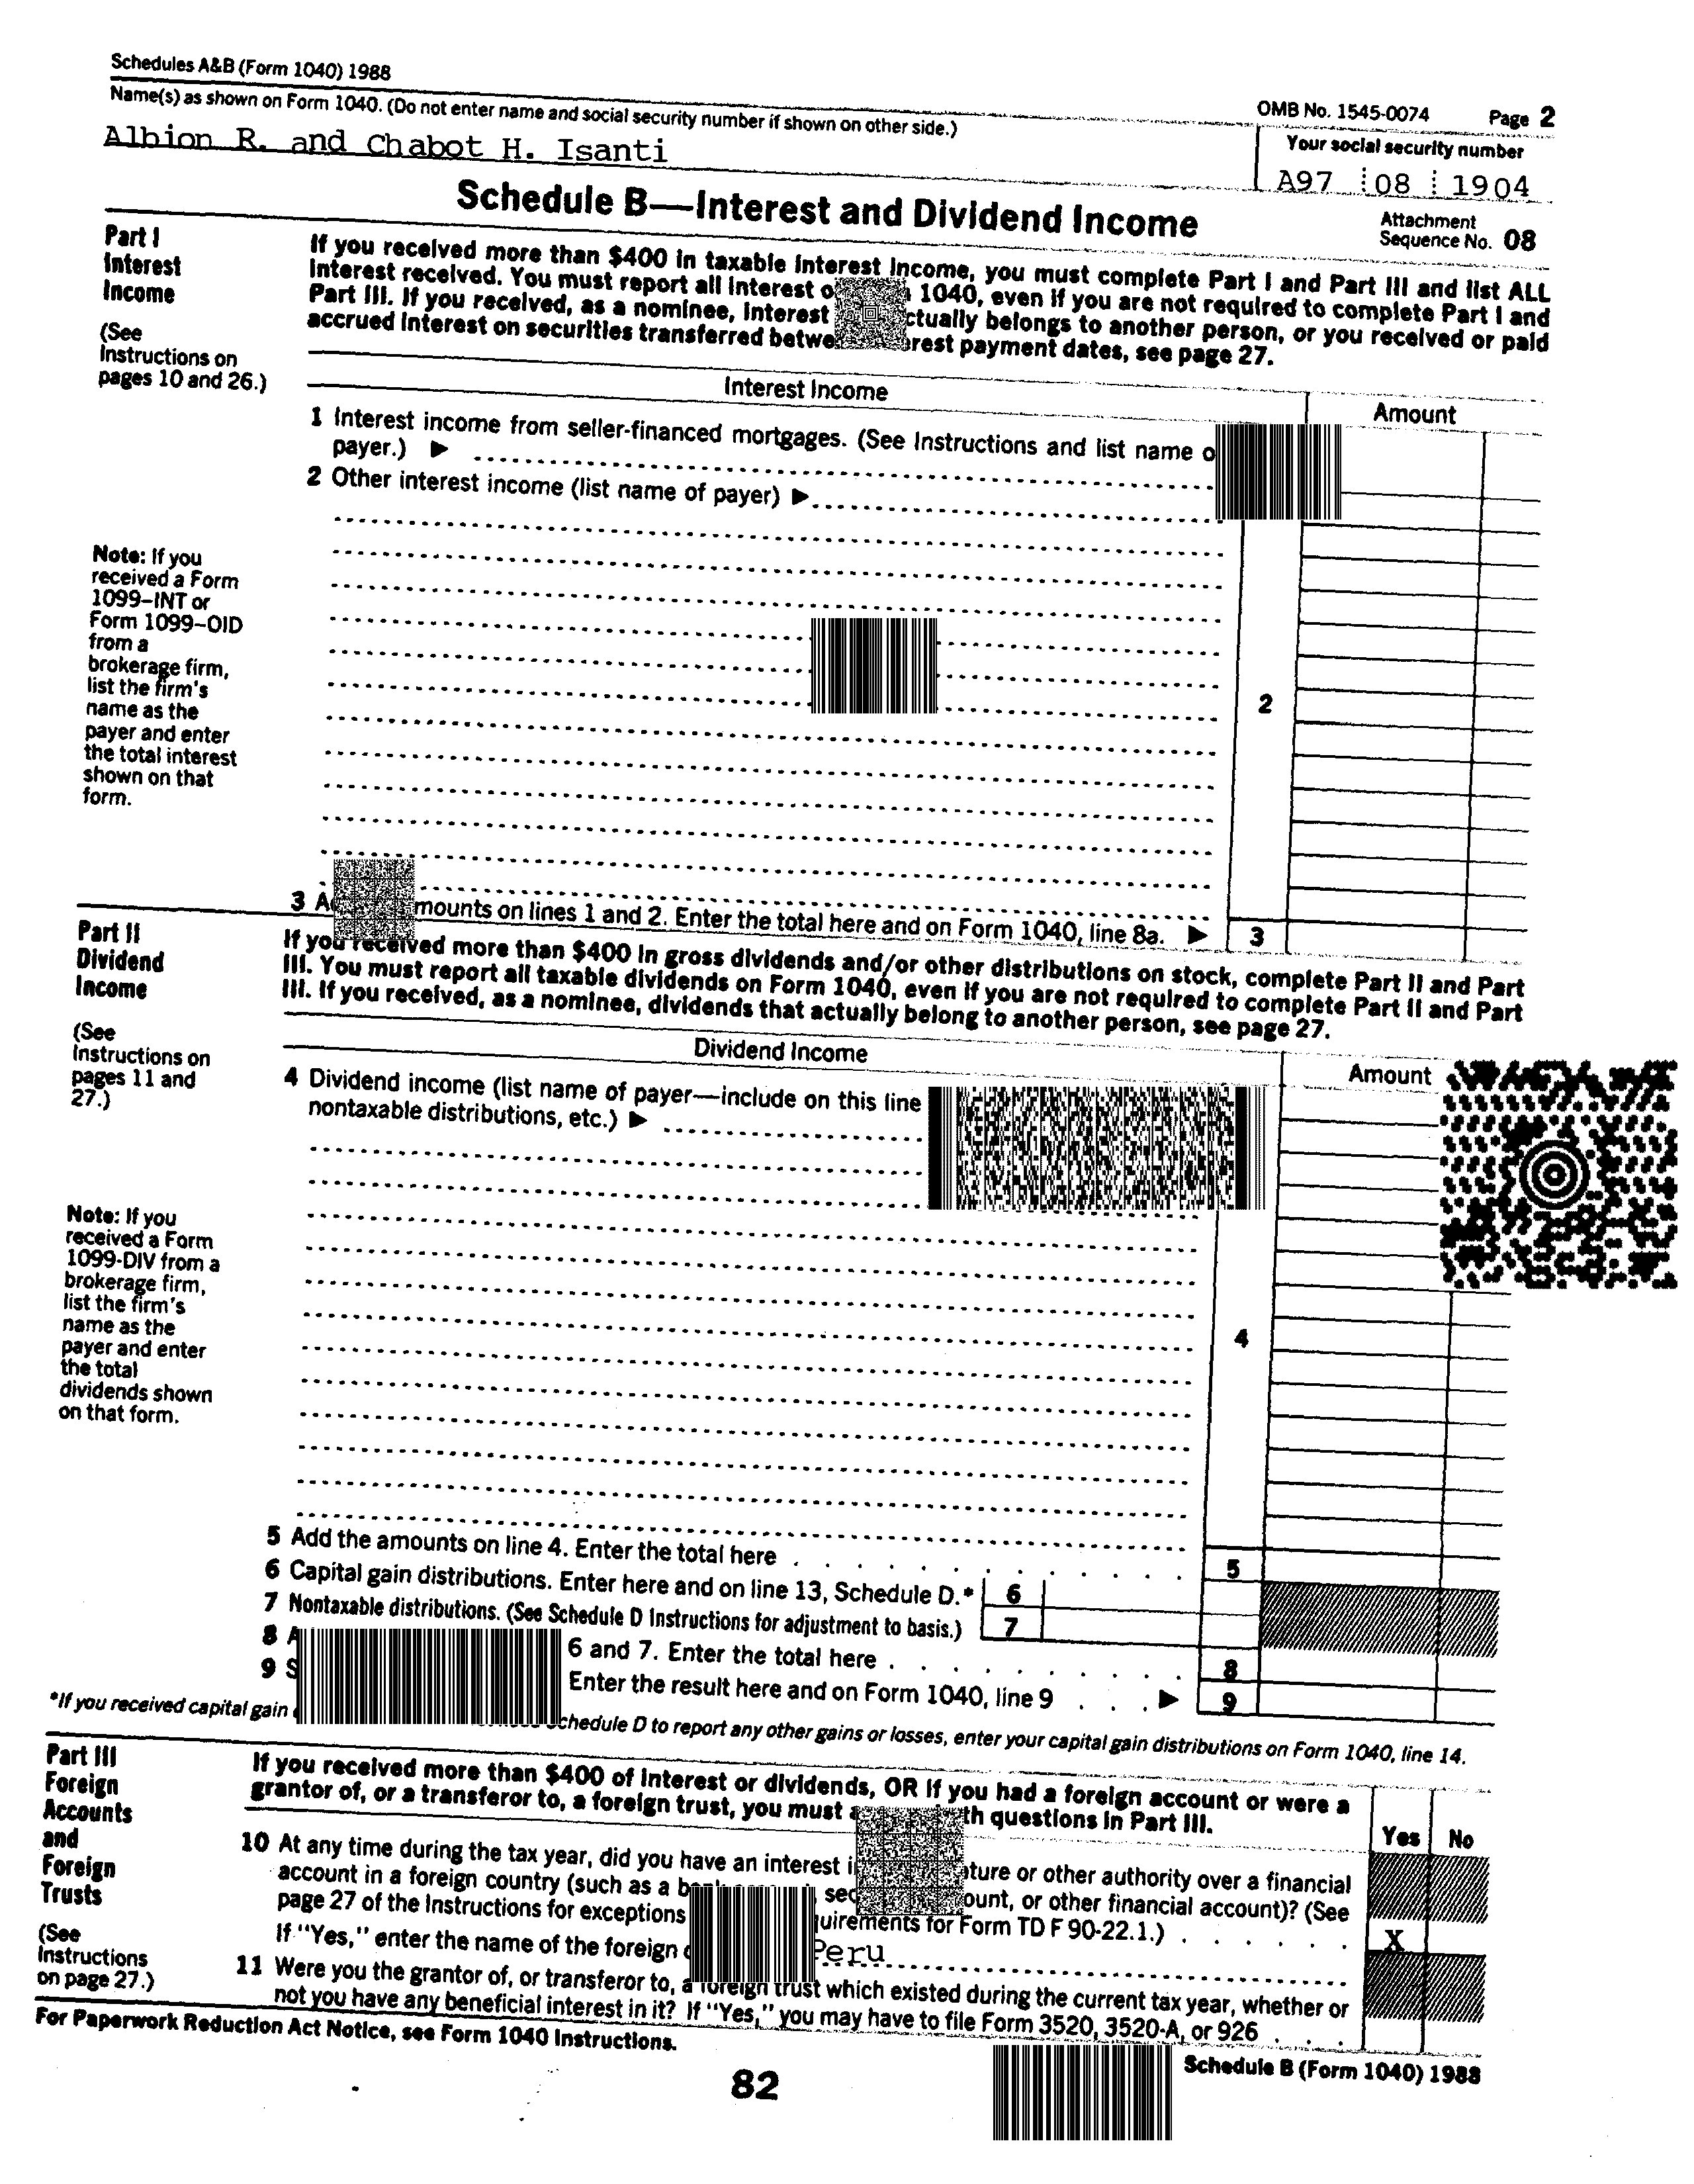 Schedules A&B (Form 1040) 1988
OMB No. 1545-0074 Page 2
Name(s) as shown on Form 1040. (Do not enter name and social security number if shown on other side.)
Your social security number
Albion R. and Chabot H. Isanti
A97 08 1904
Schedule B—Interest and Dividend Income
Attachment
Sequence No. 08
Part I
Interest
Income
(See
Instructions on
pages 10 and 26.)
If you received more than $400 in taxable interest income, you must complete Part I and Part III and list ALL
interest received. You must report all interest 1040, even if you are not required to complete Part I and
Part III. If you received, as a nominee, interest belongs to another person, or you received or paid
accrued interest on securities transferred payment dates, see page 27.
Interest Income
Amount
1 Interest income from seller-financed mortgages. (See Instructions and list name
payer.) ▶
2 Other interest income (list name of payer) ▶
Note: If you
received a Form
1099–INT or
Form 1099–OID
from a
brokerage firm,
list the firm's
name as the
payer and enter
the total interest
shown on that
form.
2
3 amounts on lines 1 and 2. Enter the total here and on Form 1040, line 8a. ▶ 3
Part II
Dividend
Income
(See
Instructions on
pages 11 and
27.)
If you received more than $400 in gross dividends and/or other distributions on stock, complete Part II and Part
III. You must report all taxable dividends on Form 1040, even if you are not required to complete Part II and Part
III. If you received, as a nominee, dividends that actually belong to another person, see page 27.
Dividend Income
Amount
4 Dividend income (list name of payer—include on this line
nontaxable distributions, etc.) ▶
Note: If you
received a Form
1099-DIV from a
brokerage firm,
list the firm's
name as the
payer and enter
the total
dividends shown
on that form.
4
5 Add the amounts on line 4. Enter the total here . . . . . . . . . . . 5
6 Capital gain distributions. Enter here and on line 13, Schedule D.* 6
7 Nontaxable distributions. (See Schedule D Instructions for adjustment to basis.) 7
8 6 and 7. Enter the total here . . . . . . . . . 8
9 Enter the result here and on Form 1040, line 9 . . . ▶ 9
*If you received capital gain Schedule D to report any other gains or losses, enter your capital gain distributions on Form 1040, line 14.
Part III
Foreign
Accounts
and
Foreign
Trusts
(See
Instructions
on page 27.)
If you received more than $400 of interest or dividends, OR if you had a foreign account or were a
grantor of, or a transferor to, a foreign trust, you must questions in Part III.
Yes No
10 At any time during the tax year, did you have an interest or other authority over a financial
account in a foreign country (such as a or other financial account)? (See
page 27 of the Instructions for exceptions for Form TD F 90-22.1.) . . . . . . X
If "Yes," enter the name of the foreign Peru
11 Were you the grantor of, or transferor to, a foreign trust which existed during the current tax year, whether or
not you have any beneficial interest in it? If "Yes," you may have to file Form 3520, 3520-A, or 926 . . .
For Paperwork Reduction Act Notice, see Form 1040 Instructions.
Schedule B (Form 1040) 1988
82